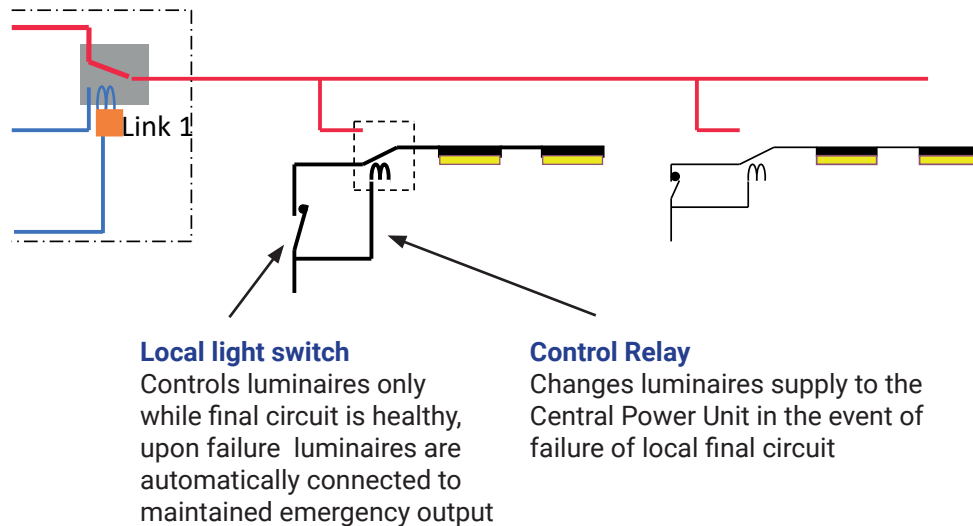 Link 1
Local light switch
Controls luminaires only
while final circuit is healthy,
upon failure luminaires are
automatically connected to
maintained emergency output
Control Relay
Changes luminaires supply to the
Central Power Unit in the event of
failure of local final circuit